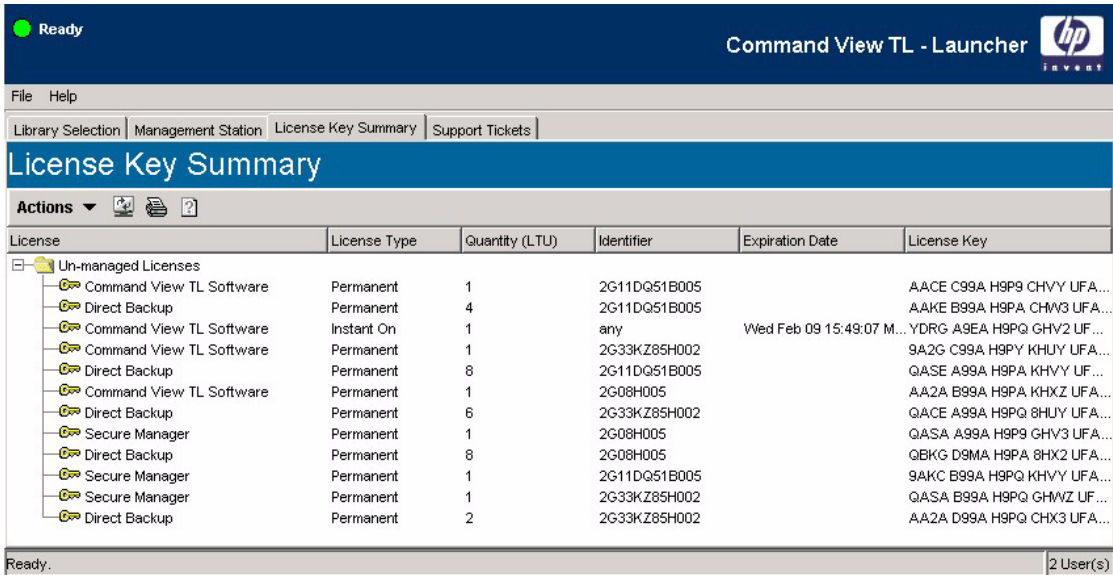 Ready
Command View TL - Launcher
hp
invent
File Help
Library Selection Management Station License Key Summary Support Tickets
License Key Summary
Actions
License License Type Quantity (LTU) Identifier Expiration Date License Key
Un-managed Licenses
Command View TL Software Permanent 1 2G11DQ51B005 AACE C99A H9P9 CHVY UFA...
Direct Backup Permanent 4 2G11DQ51B005 AAKE B99A H9PA CHW3 UFA...
Command View TL Software Instant On 1 any Wed Feb 09 15:49:07 M... YDRG A9EA H9PQ GHV2 UF...
Command View TL Software Permanent 1 2G33KZ85H002 9A2G C99A H9PY KHUY UFA...
Direct Backup Permanent 8 2G11DQ51B005 QASE A99A H9PA KHVY UF...
Command View TL Software Permanent 1 2G08H005 AA2A B99A H9PA KHXZ UFA...
Direct Backup Permanent 6 2G33KZ85H002 QACE A99A H9PQ 8HUY UFA...
Secure Manager Permanent 1 2G08H005 QASA A99A H9P9 GHV3 UFA...
Direct Backup Permanent 8 2G08H005 QBKG D9MA H9PA 8HX2 UFA...
Secure Manager Permanent 1 2G11DQ51B005 9AKC B99A H9PQ KHVY UFA...
Secure Manager Permanent 1 2G33KZ85H002 QASA B99A H9PQ GHWZ UF...
Direct Backup Permanent 2 2G33KZ85H002 AA2A D99A H9PQ CHX3 UFA...
Ready. 2 User(s)